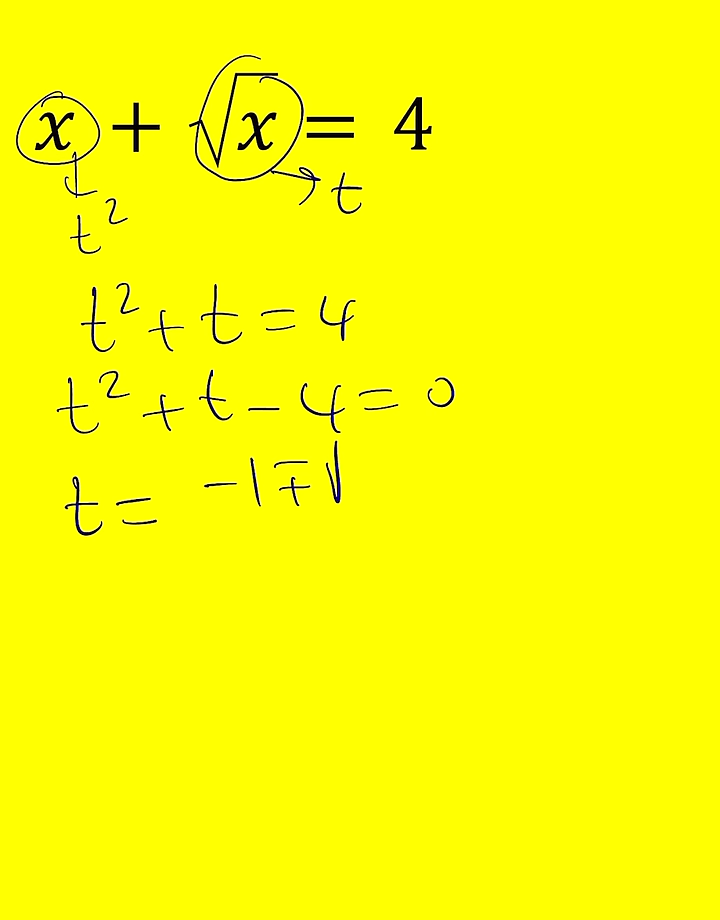 x + √x = 4
t
t²
t² + t = 4
t² + t − 4 = 0
t = −1 ∓ √